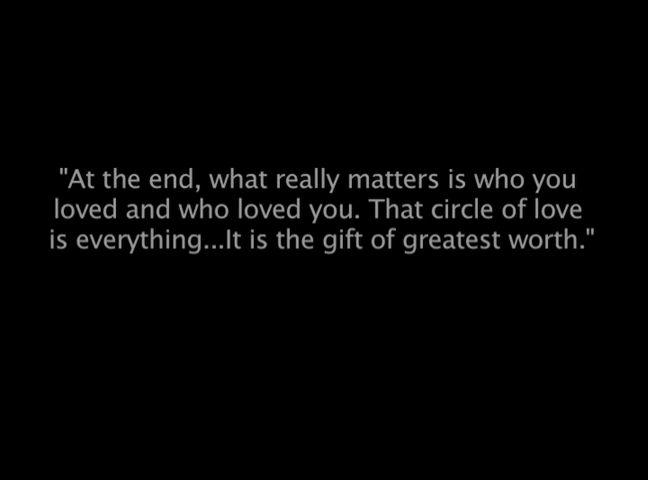 "At the end, what really matters is who you
loved and who loved you. That circle of love
is everything...It is the gift of greatest worth."